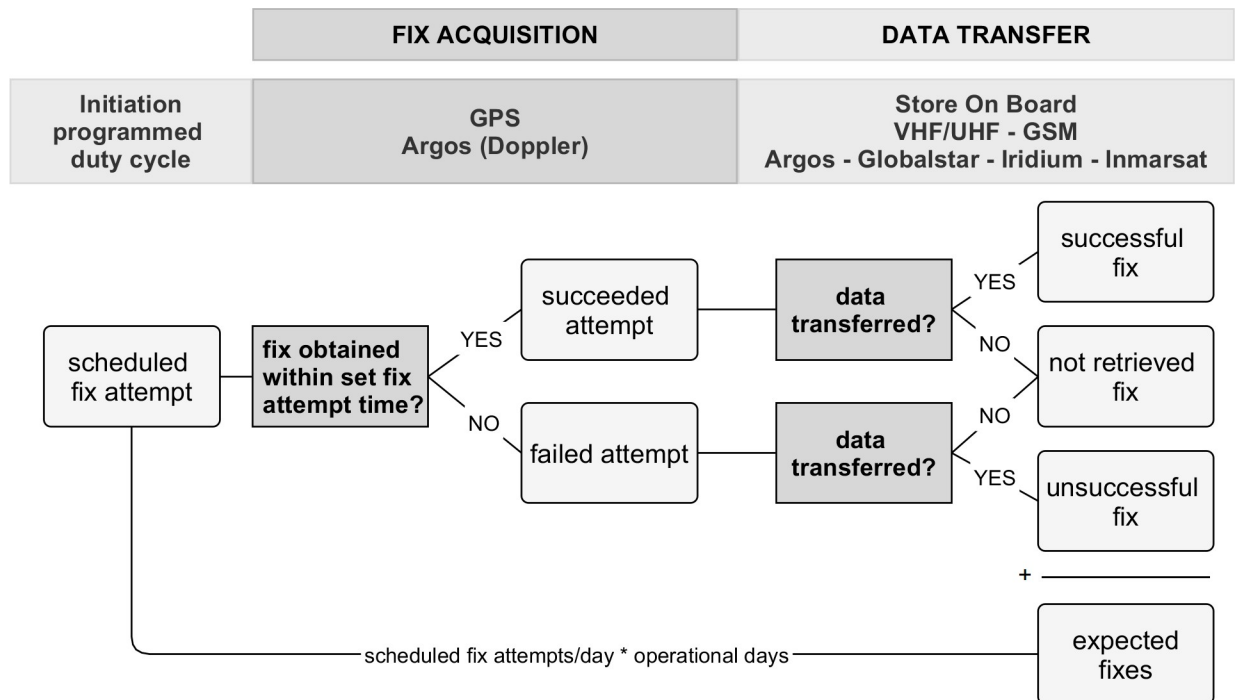 FIX ACQUISITION
DATA TRANSFER
Initiation
programmed
duty cycle
GPS
Argos (Doppler)
Store On Board
VHF/UHF - GSM
Argos - Globalstar - Iridium - Inmarsat
scheduled
fix attempt
fix obtained
within set fix
attempt time?
YES
NO
succeeded
attempt
failed attempt
data
transferred?
data
transferred?
YES
NO
NO
YES
successful
fix
not retrieved
fix
unsuccessful
fix
+
scheduled fix attempts/day * operational days
expected
fixes